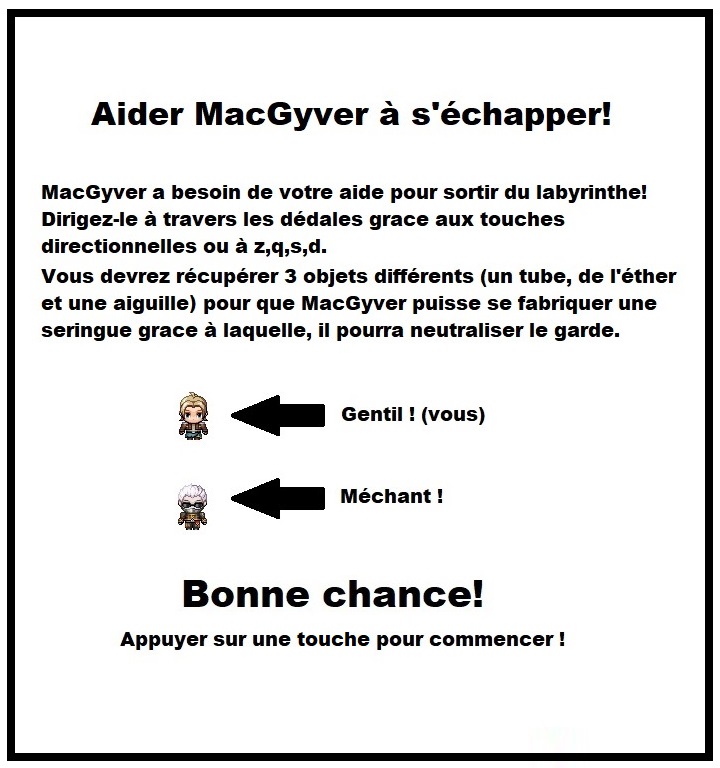 Aider MacGyver à s'échapper!
MacGyver a besoin de votre aide pour sortir du labyrinthe!
Dirigez-le à travers les dédales grace aux touches
directionnelles ou à z,q,s,d.
Vous devrez récupérer 3 objets différents (un tube, de l'éther
et une aiguille) pour que MacGyver puisse se fabriquer une
seringue grace à laquelle, il pourra neutraliser le garde.
Gentil ! (vous)
Méchant !
Bonne chance!
Appuyer sur une touche pour commencer !